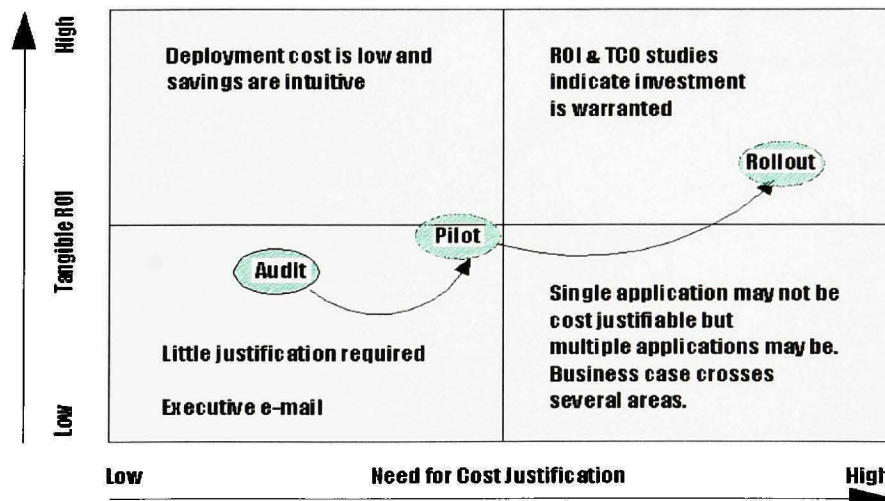 High
Deployment cost is low and
savings are intuitive
ROI & TCO studies
indicate investment
is warranted
Rollout
Tangible ROI
Pilot
Audit
Single application may not be
cost justifiable but
multiple applications may be.
Business case crosses
several areas.
Little justification required
Executive e-mail
Low
Low
Need for Cost Justification
High